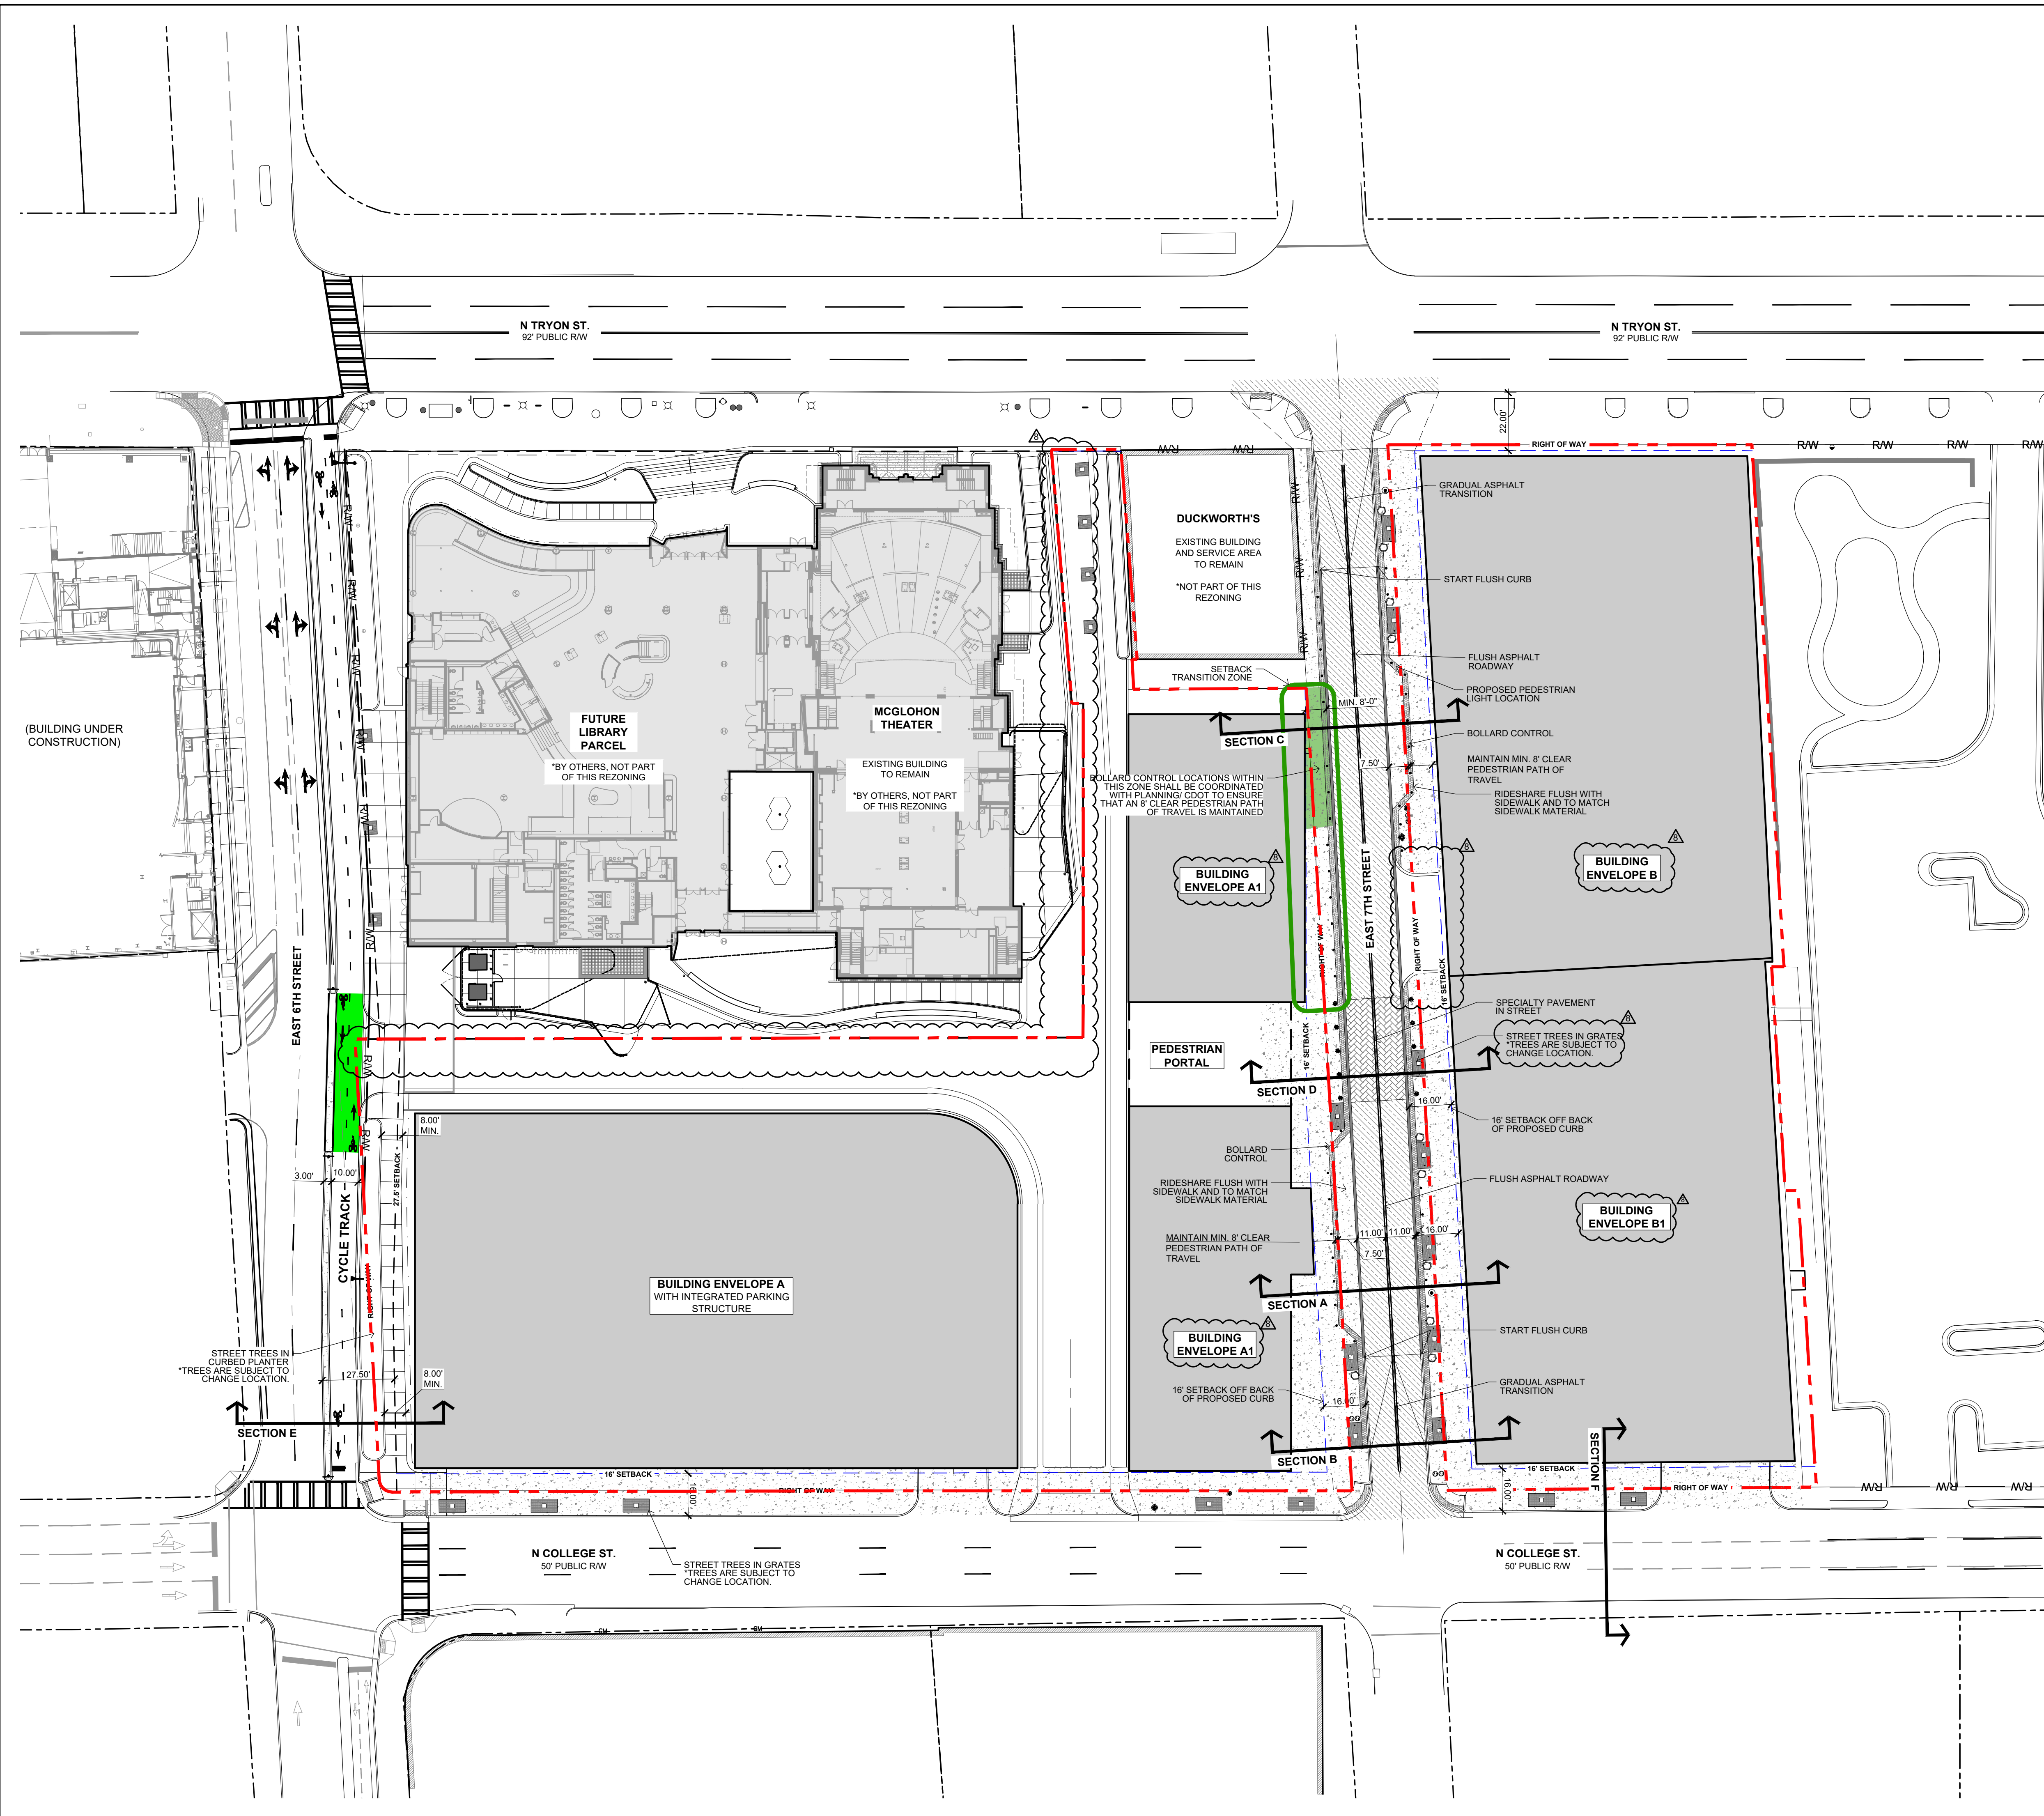 N TRYON ST.
92' PUBLIC R/W
N TRYON ST.
92' PUBLIC R/W
22.00'
RIGHT OF WAY
R/W
R/W
R/W
R/W
R/W
R/W
8
GRADUAL ASPHALT
TRANSITION
DUCKWORTH'S
EXISTING BUILDING
AND SERVICE AREA
TO REMAIN
*NOT PART OF THIS
REZONING
R/W
R/W
R/W
R/W
R/W
R/W
R/W
R/W
R/W
R/W
R/W
START FLUSH CURB
FLUSH ASPHALT
ROADWAY
SETBACK
TRANSITION ZONE
PROPOSED PEDESTRIAN
LIGHT LOCATION
MIN. 8'-0"
SECTION C
BOLLARD CONTROL
(BUILDING UNDER
CONSTRUCTION)
FUTURE
LIBRARY
PARCEL
*BY OTHERS, NOT PART
OF THIS REZONING
MCGLOHON
THEATER
EXISTING BUILDING
TO REMAIN
*BY OTHERS, NOT PART
OF THIS REZONING
7.50'
MAINTAIN MIN. 8' CLEAR
PEDESTRIAN PATH OF
TRAVEL
BOLLARD CONTROL LOCATIONS WITHIN
THIS ZONE SHALL BE COORDINATED
WITH PLANNING/ CDOT TO ENSURE
THAT AN 8' CLEAR PEDESTRIAN PATH
OF TRAVEL IS MAINTAINED
RIDESHARE FLUSH WITH
SIDEWALK AND TO MATCH
SIDEWALK MATERIAL
BUILDING
ENVELOPE A1
8
8
BUILDING
ENVELOPE B
8
EAST 7TH STREET
RIGHT OF WAY
RIGHT OF WAY
16' SETBACK
EAST 6TH STREET
SPECIALTY PAVEMENT
IN STREET
8
STREET TREES IN GRATES
*TREES ARE SUBJECT TO
CHANGE LOCATION.
PEDESTRIAN
PORTAL
16' SETBACK
SECTION D
16.00'
16' SETBACK OFF BACK
OF PROPOSED CURB
8.00'
MIN.
BOLLARD
CONTROL
3.00'
10.00'
CYCLE TRACK
27.5' SETBACK
RIGHT OF WAY
RIDESHARE FLUSH WITH
SIDEWALK AND TO MATCH
SIDEWALK MATERIAL
FLUSH ASPHALT ROADWAY
BUILDING
ENVELOPE B1
8
MAINTAIN MIN. 8' CLEAR
PEDESTRIAN PATH OF
TRAVEL
11.00'
11.00'
16.00'
7.50'
BUILDING ENVELOPE A
WITH INTEGRATED PARKING
STRUCTURE
SECTION A
BUILDING
ENVELOPE A1
8
START FLUSH CURB
STREET TREES IN
CURBED PLANTER
*TREES ARE SUBJECT TO
CHANGE LOCATION.
27.50'
8.00'
MIN.
16' SETBACK OFF BACK
OF PROPOSED CURB
16.00'
GRADUAL ASPHALT
TRANSITION
SECTION E
SECTION B
SECTION F
16' SETBACK
RIGHT OF WAY
16.00'
16' SETBACK
RIGHT OF WAY
16.00'
R/W
R/W
R/W
N COLLEGE ST.
50' PUBLIC R/W
STREET TREES IN GRATES
*TREES ARE SUBJECT TO
CHANGE LOCATION.
N COLLEGE ST.
50' PUBLIC R/W